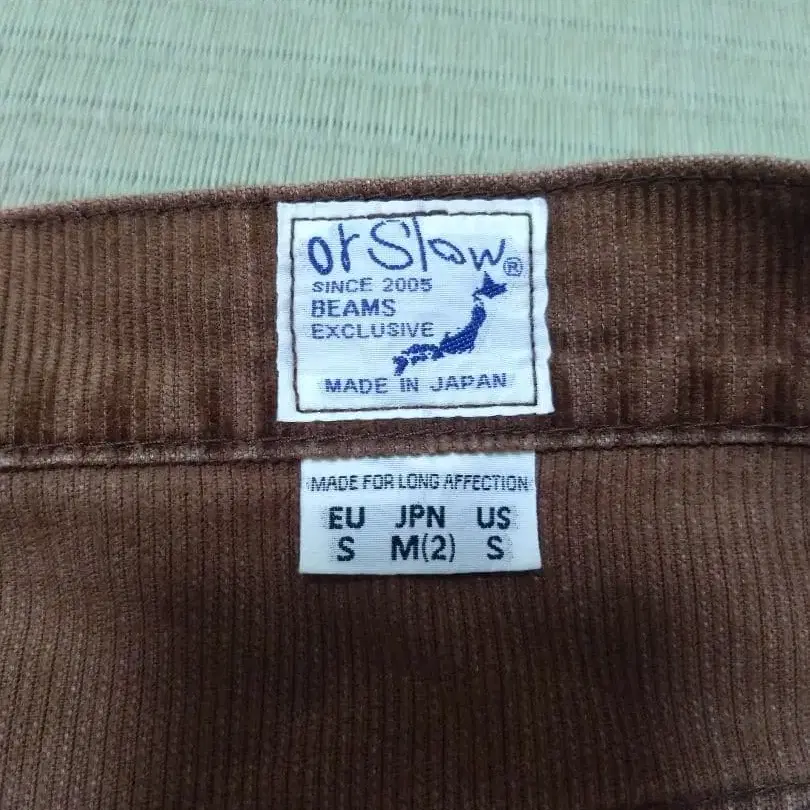 orSlow®
SINCE 2005
BEAMS
EXCLUSIVE
MADE IN JAPAN
MADE FOR LONG AFFECTION
EU JPN US
S M(2) S